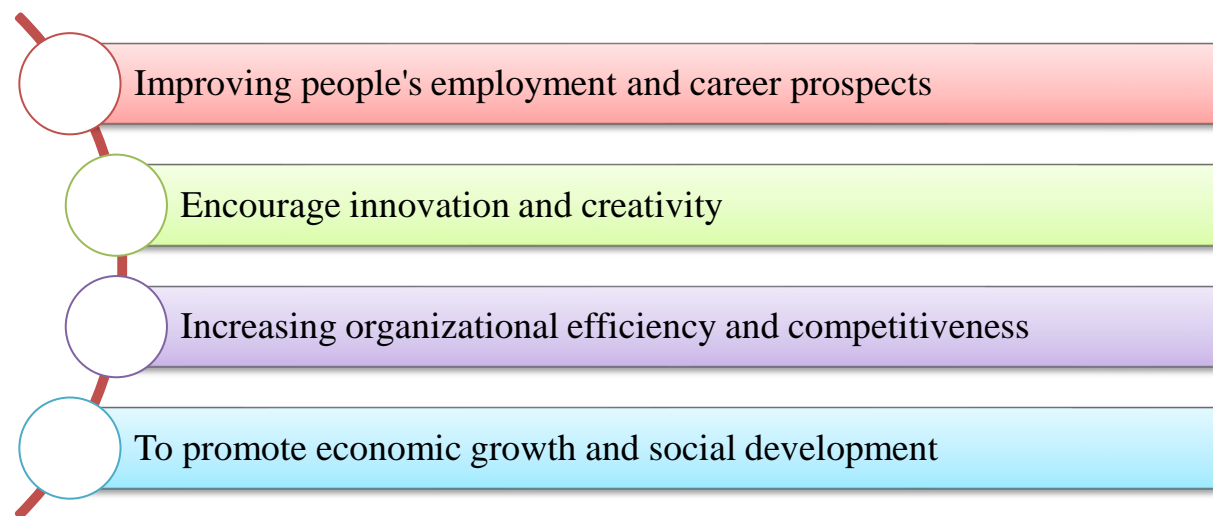 Improving people's employment and career prospects
Encourage innovation and creativity
Increasing organizational efficiency and competitiveness
To promote economic growth and social development